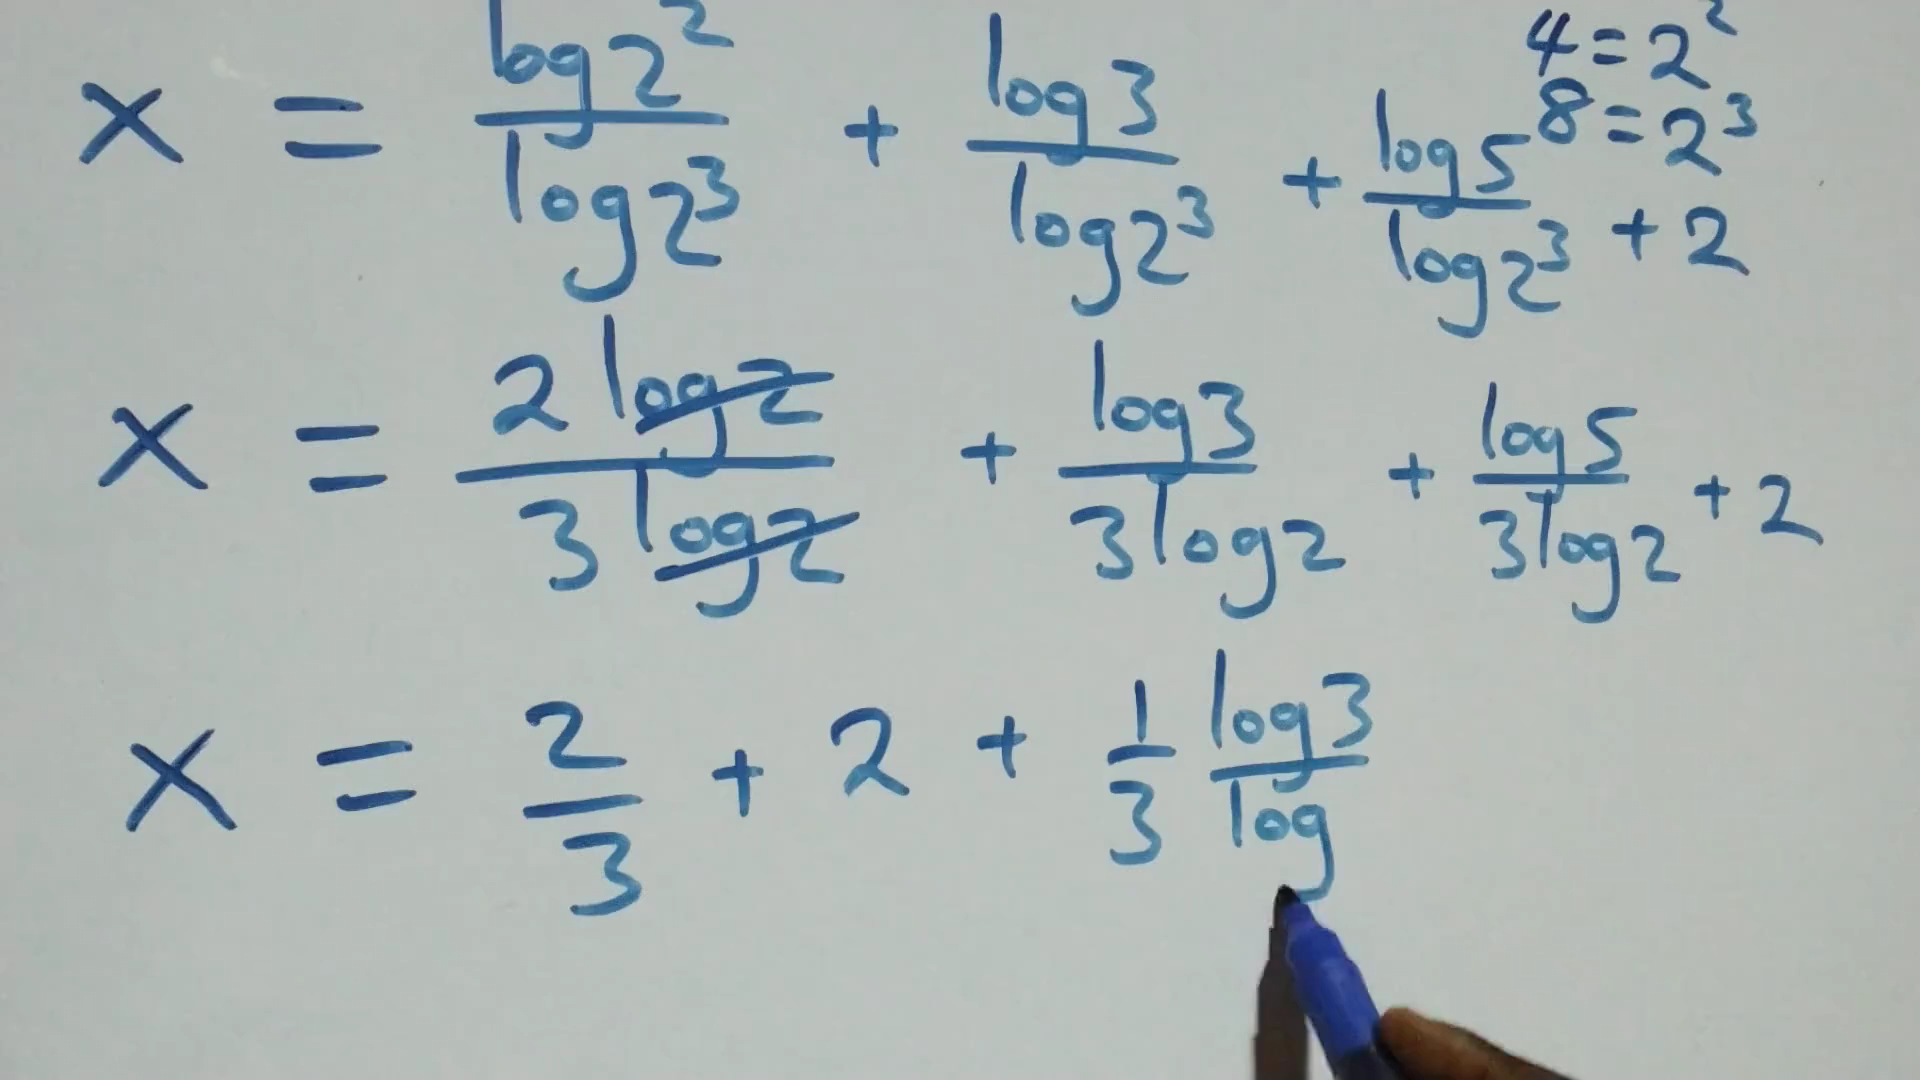 x = log2²/log2³ + log3/log2³ + log5/log2³ + 2
4 = 2²
8 = 2³
x = 2log2/3log2 + log3/3log2 + log5/3log2 + 2
x = 2/3 + 2 + 1/3 log3/log